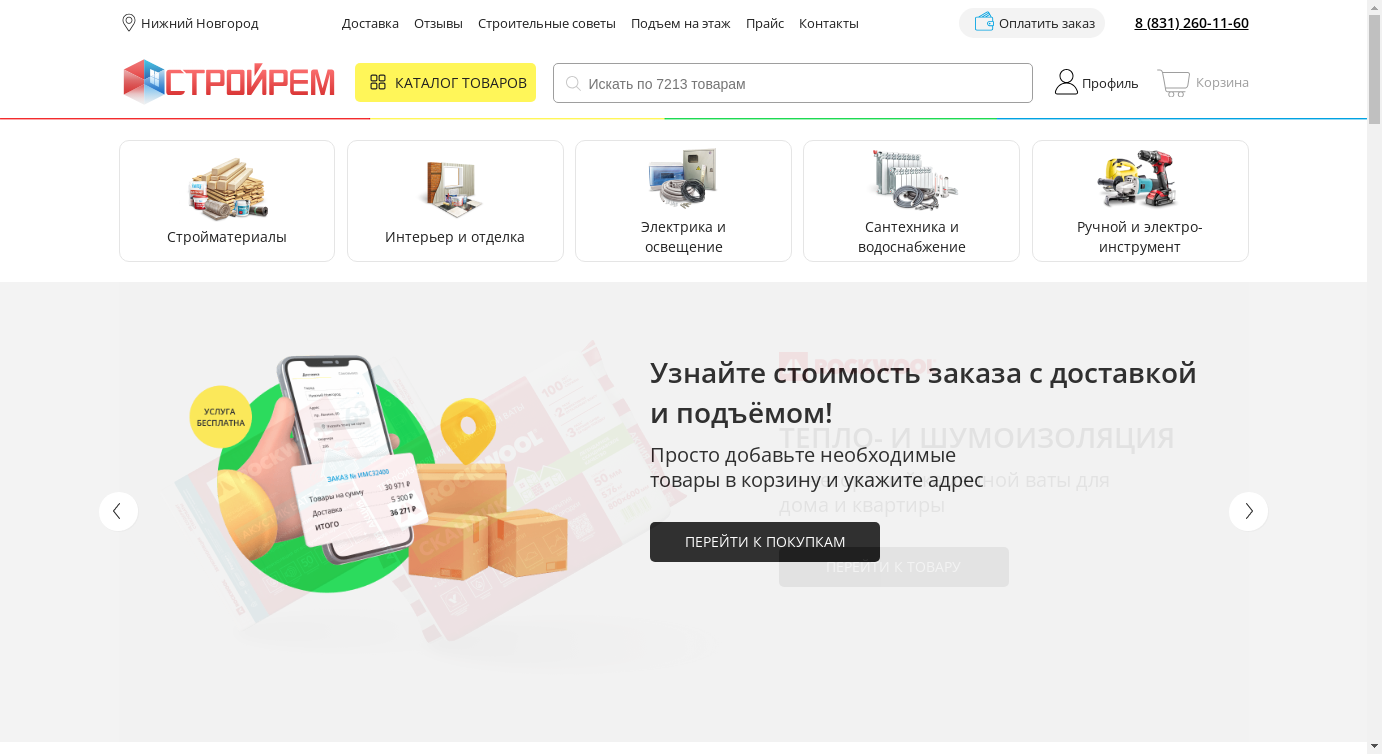 Нижний Новгород
Доставка Отзывы Строительные советы Подъем на этаж Прайс Контакты
Оплатить заказ
8 (831) 260-11-60
СТРОЙРЕМ
КАТАЛОГ ТОВАРОВ
Искать по 7213 товарам
Профиль
Корзина
Стройматериалы
Интерьер и отделка
Электрика и
освещение
Сантехника и
водоснабжение
Ручной и электро-
инструмент
УСЛУГА
БЕСПЛАТНА
ЗАКАЗ № ИМС32400
Товары на сумму 30 971 ₽
Доставка 5 300 ₽
ИТОГО 36 271 ₽
ROCKWOOL
ROCKWOOL
Узнайте стоимость заказа с доставкой
и подъёмом!
Просто добавьте необходимые
товары в корзину и укажите адрес
ПЕРЕЙТИ К ПОКУПКАМ
ROCKWOOL
ТЕПЛО- И ШУМОИЗОЛЯЦИЯ
ваты для
дома и квартиры
ПЕРЕЙТИ К ТОВАРУ